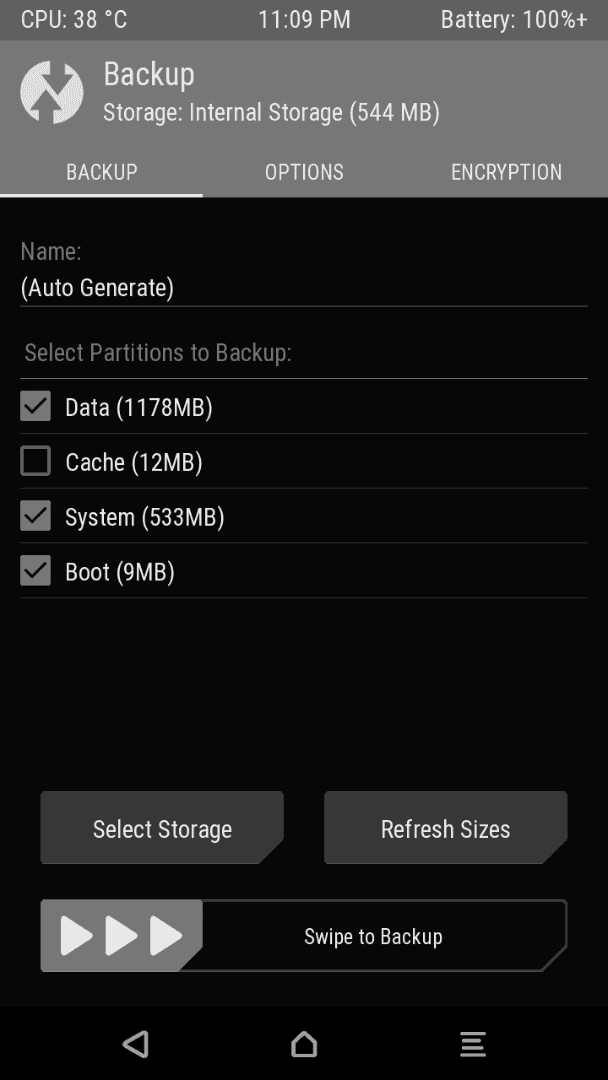 CPU: 38 °C 11:09 PM Battery: 100%+
Backup
Storage: Internal Storage (544 MB)
BACKUP OPTIONS ENCRYPTION
Name:
(Auto Generate)
Select Partitions to Backup:
Data (1178MB)
Cache (12MB)
System (533MB)
Boot (9MB)
Select Storage Refresh Sizes
Swipe to Backup